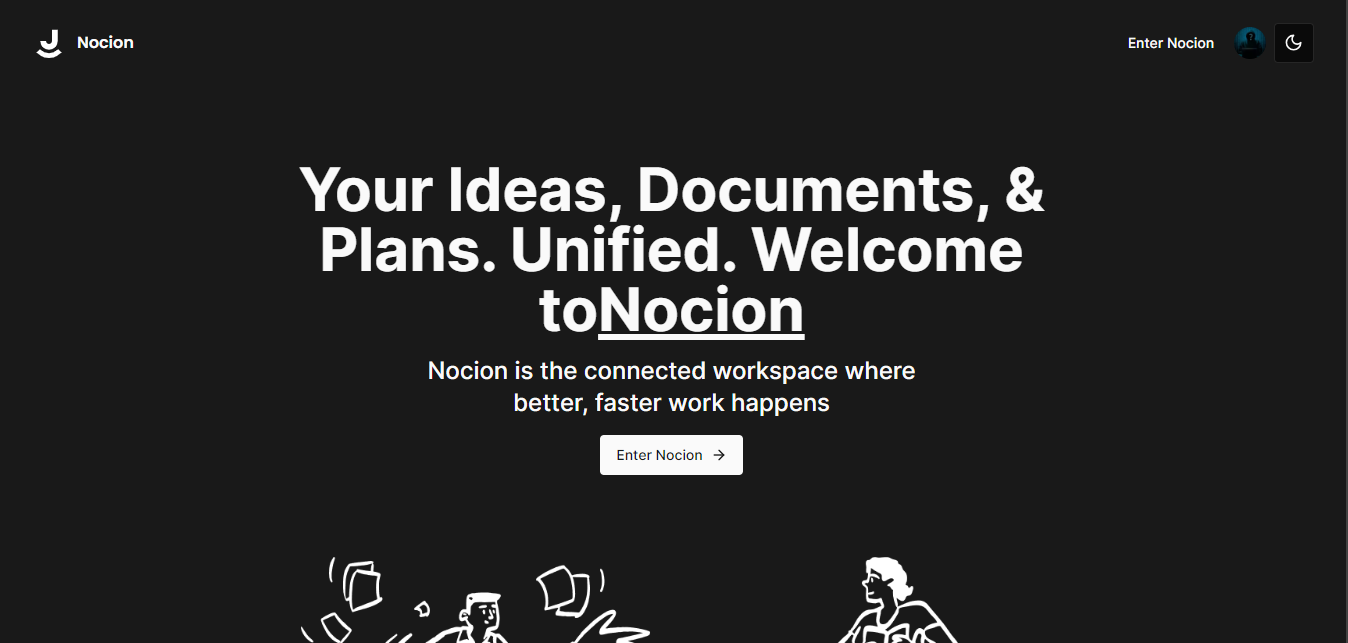 Nocion
Enter Nocion
Your Ideas, Documents, &
Plans. Unified. Welcome
toNocion
Nocion is the connected workspace where
better, faster work happens
Enter Nocion